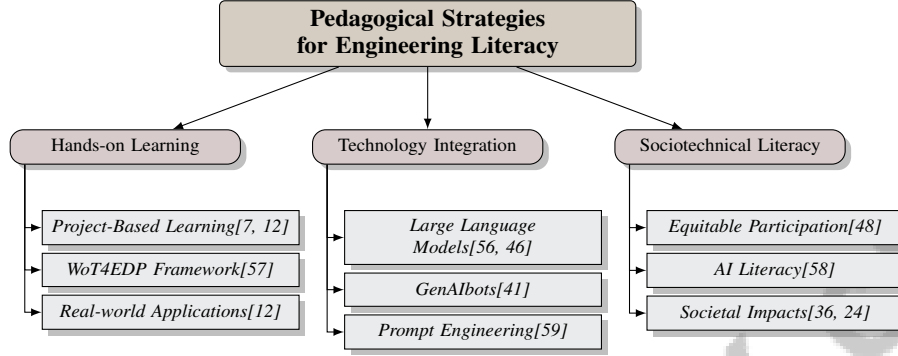 Pedagogical Strategies
for Engineering Literacy
Hands-on Learning
Project-Based Learning[7, 12]
WoT4EDP Framework[57]
Real-world Applications[12]
Technology Integration
Large Language
Models[56, 46]
GenAIbots[41]
Prompt Engineering[59]
Sociotechnical Literacy
Equitable Participation[48]
AI Literacy[58]
Societal Impacts[36, 24]